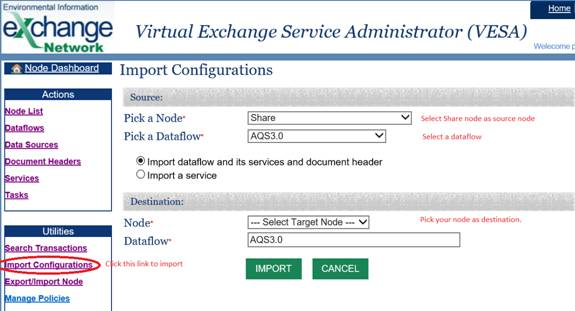 Environmental Information
eXchange
Network
Virtual Exchange Service Administrator (VESA)
Home
Welcome p
Node Dashboard
Import Configurations
Actions
Node List
Dataflows
Data Sources
Document Headers
Services
Tasks
Utilities
Search Transactions
Import Configurations
Click this link to import
Export/Import Node
Manage Policies
Source:
Pick a Node* Share Select Share node as source node
Pick a Dataflow* AQS3.0 Select a dataflow
Import dataflow and its services and document header
Import a service
Destination:
Node* --- Select Target Node --- Pick your node as destination.
Dataflow* AQS3.0
IMPORT CANCEL